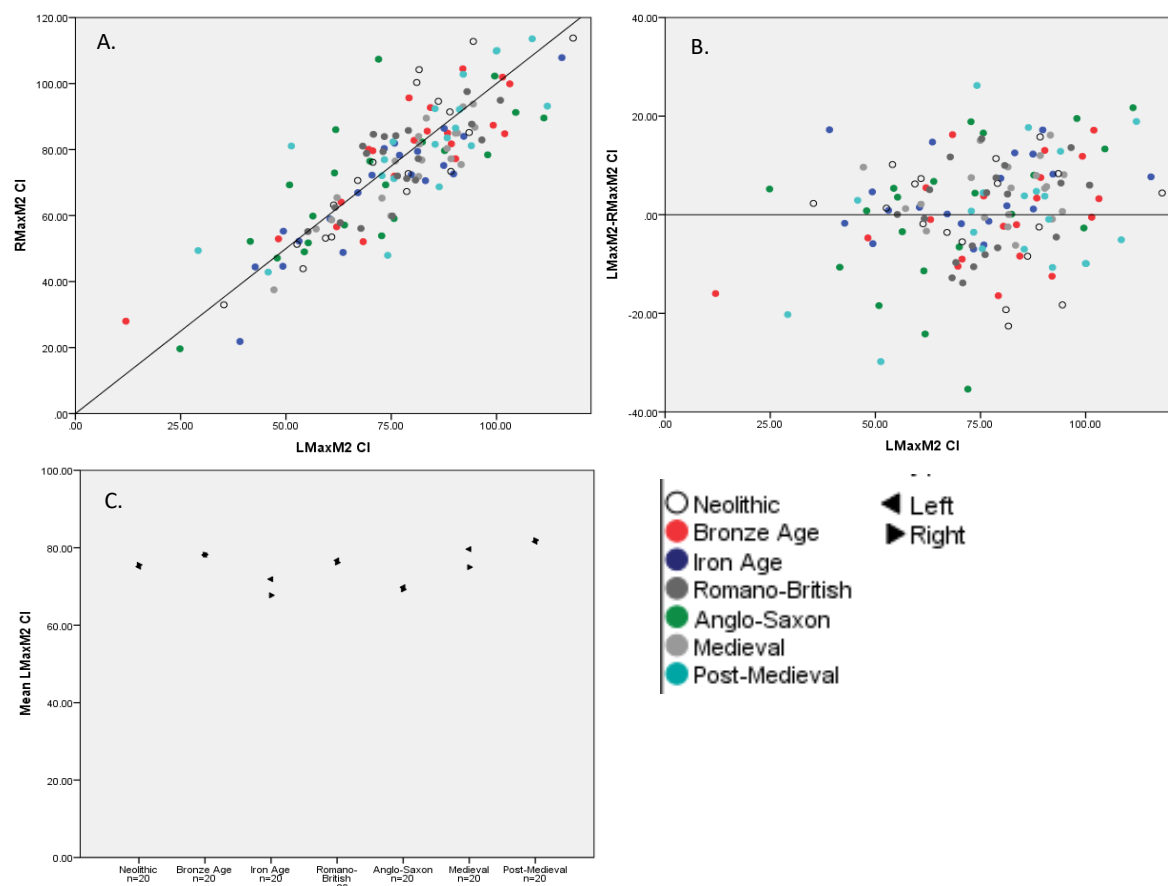 A.
120.00
100.00
80.00
60.00
40.00
20.00
.00
RMaxM2 CI
.00 25.00 50.00 75.00 100.00
LMaxM2 CI
B.
40.00
20.00
.00
-20.00
-40.00
LMaxM2-RMaxM2 CI
.00 25.00 50.00 75.00 100.00
LMaxM2 CI
C.
100.00
80.00
60.00
40.00
20.00
0.00
Mean LMaxM2 CI
Neolithic Bronze Age Iron Age Romano- Anglo-Saxon Medieval Post-Medieval
n=20 n=20 n=20 British n=20 n=20 n=20
Neolithic
Bronze Age
Iron Age
Romano-British
Anglo-Saxon
Medieval
Post-Medieval
Left
Right